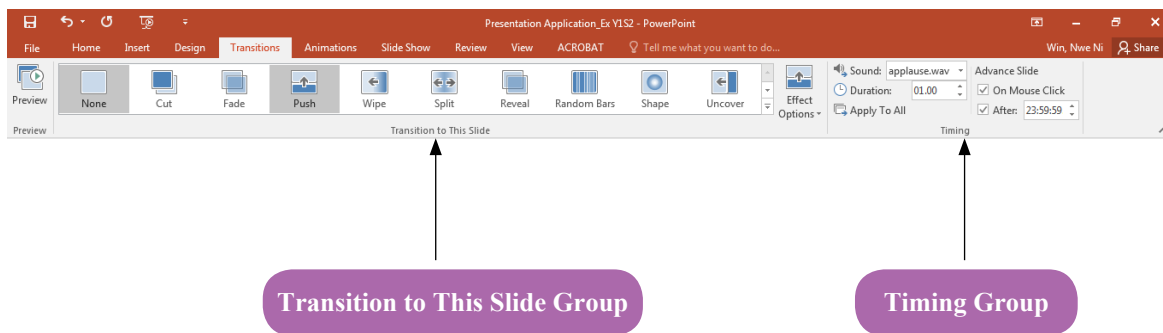 Presentation Application_Ex Y1S2 - PowerPoint
File Home Insert Design Transitions Animations Slide Show Review View ACROBAT Tell me what you want to do... Win, Nwe Ni Share
Preview None Cut Fade Push Wipe Split Reveal Random Bars Shape Uncover Effect Options
Sound: applause.wav Advance Slide
Duration: 01.00 On Mouse Click
Apply To All After: 23:59:59
Preview Transition to This Slide Timing
Transition to This Slide Group Timing Group